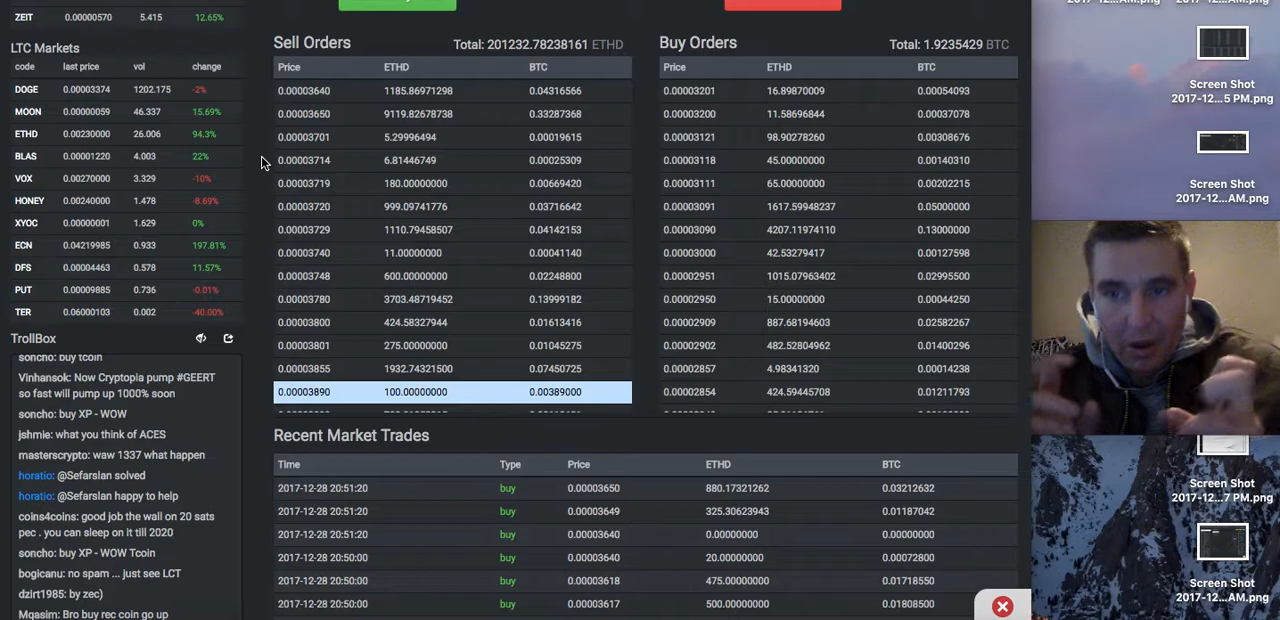 ZEIT 0.00000570 5.415 12.65%
LTC Markets
code last price vol change
DOGE 0.00003374 1202.175 -2%
MOON 0.00000059 46.337 15.69%
ETHD 0.00230000 26.006 94.3%
BLAS 0.00001220 4.003 22%
VOX 0.00270000 3.329 -10%
HONEY 0.00240000 1.478 -8.69%
XYOC 0.00000001 1.629 0%
ECN 0.04219985 0.933 197.81%
DFS 0.00004463 0.578 11.57%
PUT 0.00009885 0.736 -0.01%
TER 0.06000103 0.002 -40.00%
TrollBox
soncho: buy tcoin
Vinhansok: Now Cryptopia pump #GEERT
so fast will pump up 1000% soon
soncho: buy XP - WOW
jshmie: what you think of ACES
masterscrypto: waw 1337 what happen
horatio: @Sefarslan solved
horatio: @Sefarslan happy to help
coins4coins: good job the wall on 20 sats
pec . you can sleep on it till 2020
soncho: buy XP - WOW Tcoin
bogicanu: no spam ... just see LCT
dzirt1985: by zec)
Mqasim: Bro buy rec coin go up
Sell Orders Total: 201232.78238161 ETHD
Price ETHD BTC
0.00003640 1185.86971298 0.04316566
0.00003650 9119.82678738 0.33287368
0.00003701 5.29996494 0.00019615
0.00003714 6.81446749 0.00025309
0.00003719 180.00000000 0.00669420
0.00003720 999.09741776 0.03716642
0.00003729 1110.79458507 0.04142153
0.00003740 11.00000000 0.00041140
0.00003748 600.00000000 0.02248800
0.00003780 3703.48719452 0.13999182
0.00003800 424.58327944 0.01613416
0.00003801 275.00000000 0.01045275
0.00003855 1932.74321500 0.07450725
0.00003890 100.00000000 0.00389000
Buy Orders Total: 1.9235429 BTC
Price ETHD BTC
0.00003201 16.89870009 0.00054093
0.00003200 11.58696844 0.00037078
0.00003121 98.90278260 0.00308676
0.00003118 45.00000000 0.00140310
0.00003111 65.00000000 0.00202215
0.00003091 1617.59948237 0.05000000
0.00003090 4207.11974110 0.13000000
0.00003000 42.53279417 0.00127598
0.00002951 1015.07963402 0.02995500
0.00002950 15.00000000 0.00044250
0.00002909 887.68194603 0.02582267
0.00002902 482.52804962 0.01400296
0.00002857 4.98341320 0.00014238
0.00002854 424.59445708 0.01211793
Recent Market Trades
Time Type Price ETHD BTC
2017-12-28 20:51:20 buy 0.00003650 880.17321262 0.03212632
2017-12-28 20:51:20 buy 0.00003649 325.30623943 0.01187042
2017-12-28 20:51:20 buy 0.00003640 0.00000000 0.00000000
2017-12-28 20:50:00 buy 0.00003640 20.00000000 0.00072800
2017-12-28 20:50:00 buy 0.00003618 475.00000000 0.01718550
2017-12-28 20:50:00 buy 0.00003617 500.00000000 0.01808500
Screen Shot
2017-12...5 PM.png
Screen Shot
2017-12...AM.png
Screen Shot
2017-12...7 PM.png
Screen Shot
2017-12...AM.png